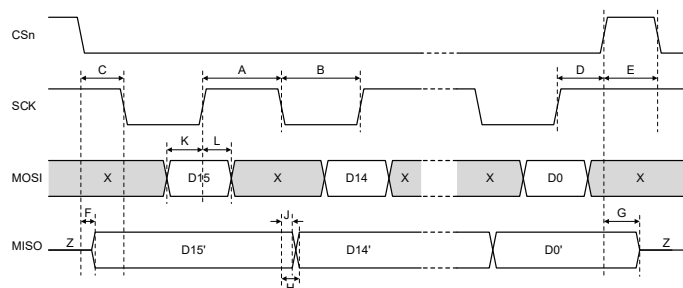 CSn
C A B D E
SCK
K L
MOSI X D15 X D14 X X D0 X
F J G
MISO Z D15' D14' D0' Z
H